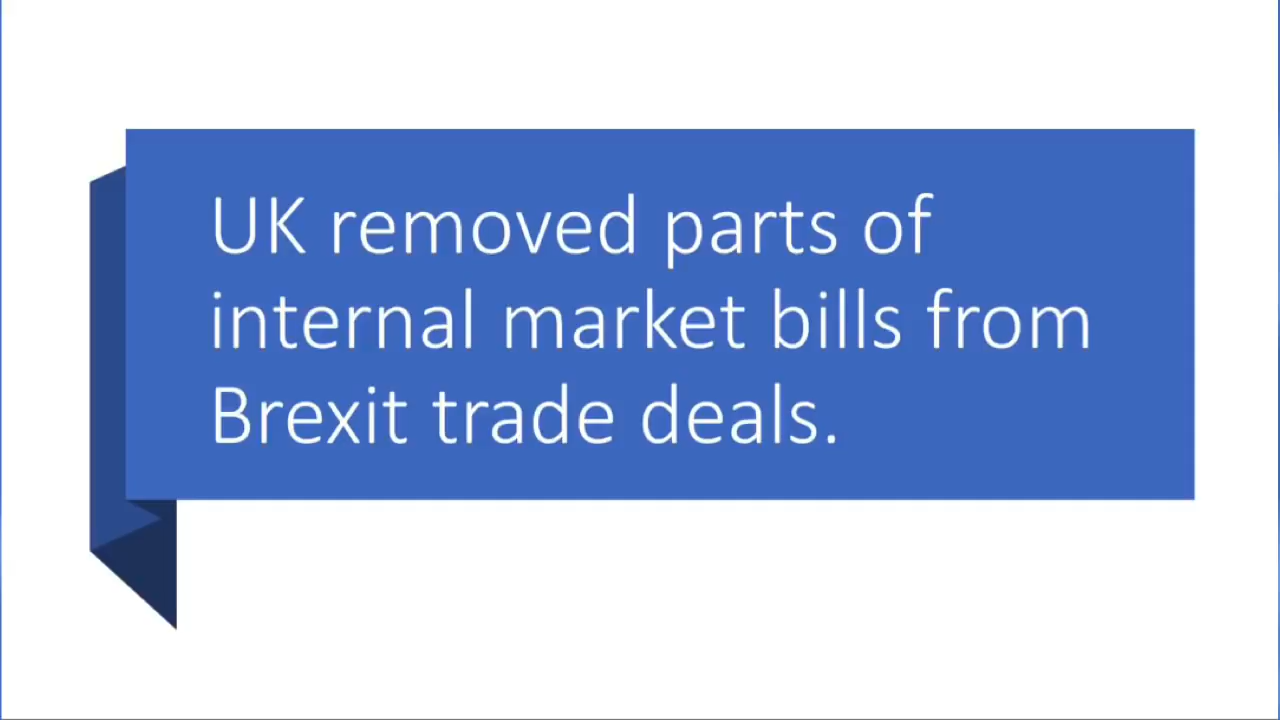 UK removed parts of
internal market bills from
Brexit trade deals.